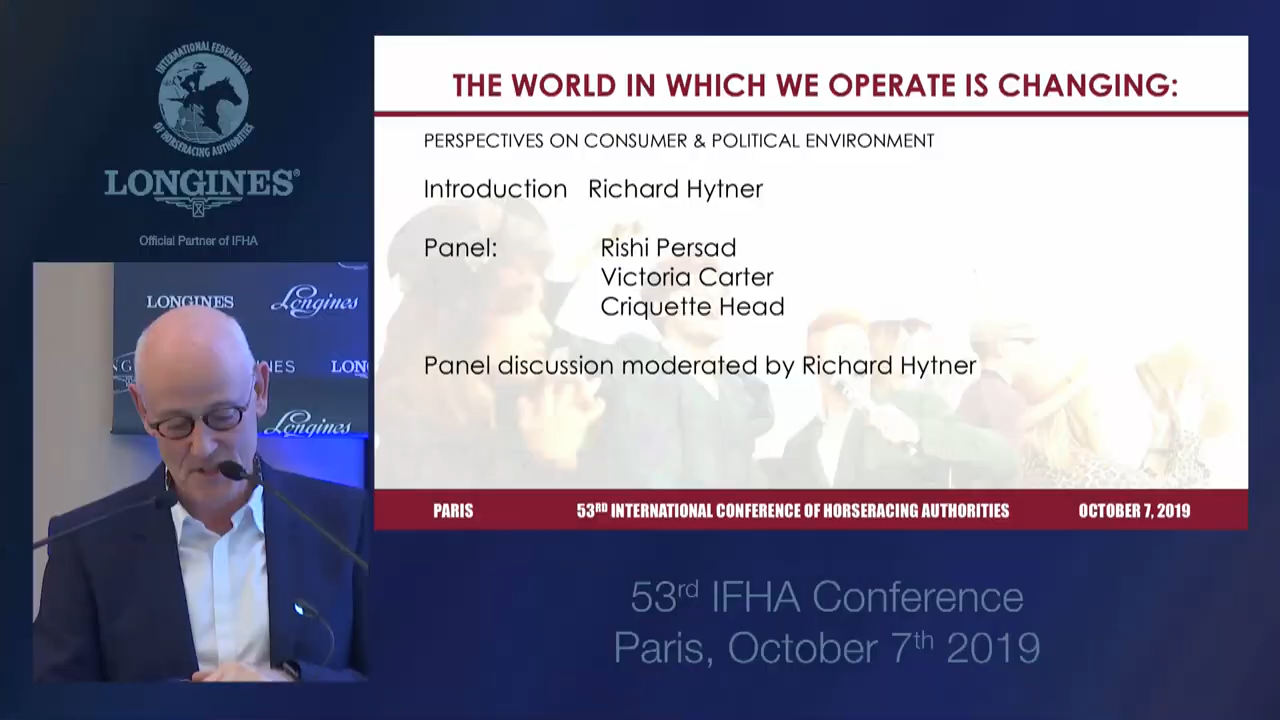 INTERNATIONAL FEDERATION
OF HORSERACING AUTHORITIES
LONGINES®
Official Partner of IFHA
THE WORLD IN WHICH WE OPERATE IS CHANGING:
PERSPECTIVES ON CONSUMER & POLITICAL ENVIRONMENT
Introduction Richard Hytner
Panel: Rishi Persad
Victoria Carter
Criquette Head
Panel discussion moderated by Richard Hytner
PARIS 53RD INTERNATIONAL CONFERENCE OF HORSERACING AUTHORITIES OCTOBER 7, 2019
LONGINES Longines
NES LON
Longines
53rd IFHA Conference
Paris, October 7th 2019